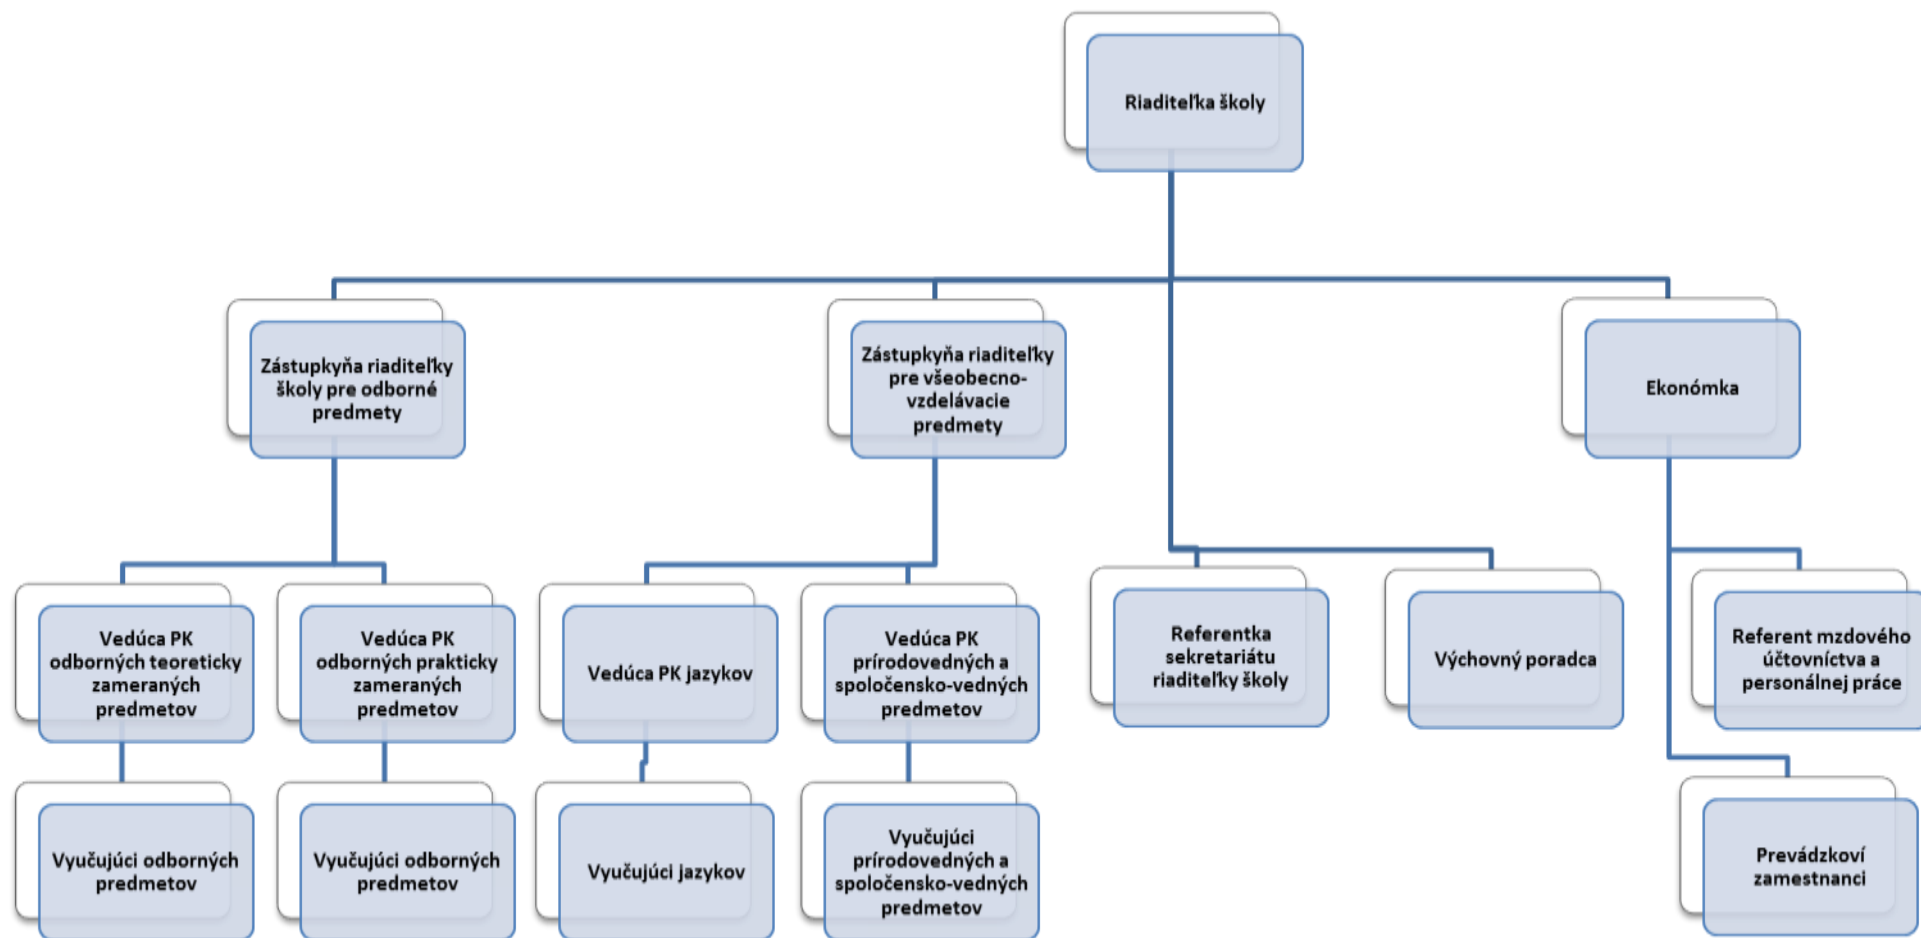 Riaditeľka školy
Zástupkyňa riaditeľky
školy pre odborné
predmety
Zástupkyňa riaditeľky
pre všeobecno-
vzdelávacie
predmety
Ekonómka
Vedúca PK
odborných teoreticky
zameraných
predmetov
Vedúca PK
odborných prakticky
zameraných
predmetov
Vedúca PK jazykov
Vedúca PK
prírodovedných a
spoločensko-vedných
predmetov
Referentka
sekretariátu
riaditeľky školy
Výchovný poradca
Referent mzdového
účtovníctva a
personálnej práce
Vyučujúci odborných
predmetov
Vyučujúci odborných
predmetov
Vyučujúci jazykov
Vyučujúci
prírodovedných a
spoločensko-vedných
predmetov
Prevádzkoví
zamestnanci